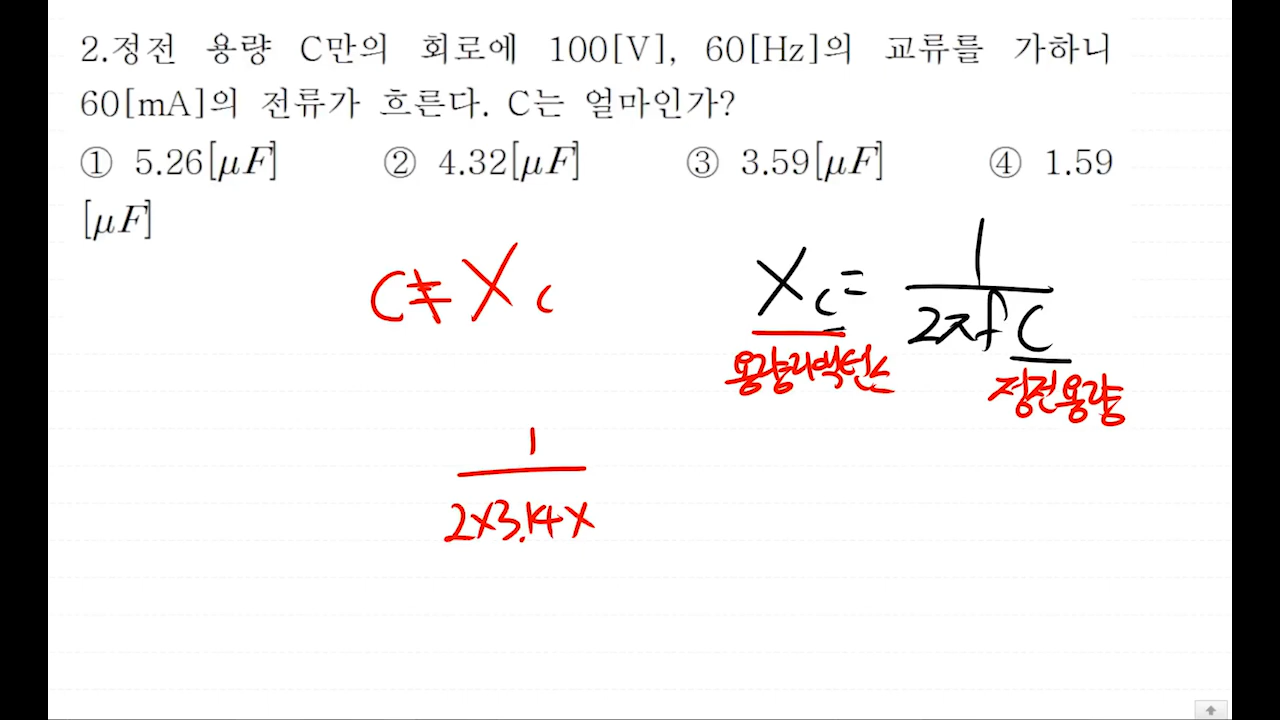 2.정전 용량 C만의 회로에 100[V], 60[Hz]의 교류를 가하니
60[mA]의 전류가 흐른다. C는 얼마인가?
① 5.26[μF] ② 4.32[μF] ③ 3.59[μF] ④ 1.59
[μF]
C ≠ Xc
Xc = 1 / 2πfC
용량리액턴스
정전용량
1
2×3.14×